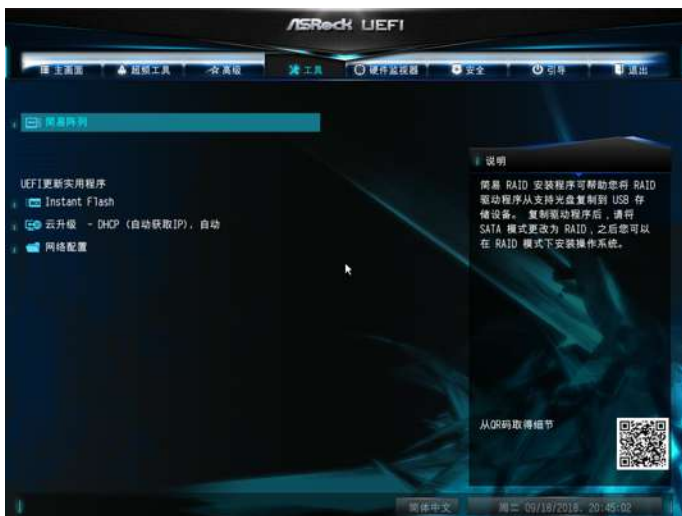 ASRock UEFI
主画面 超频工具 高级 工具 硬件监视器 安全 引导 退出
简易阵列
UEFI更新实用程序
Instant Flash
云升级 - DHCP (自动获取IP), 自动
网络配置
说明
简易 RAID 安装程序可帮助您将 RAID
驱动程序从支持光盘复制到 USB 存
储设备。 复制驱动程序后，请将
SATA 模式更改为 RAID，之后您可以
在 RAID 模式下安装操作系统。
从QR码取得细节
简体中文 周二 09/18/2018. 20:45:02